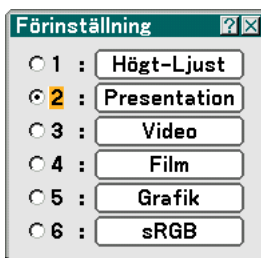 Förinställning ?
1 : Högt-Ljust
2 : Presentation
3 : Video
4 : Film
5 : Grafik
6 : sRGB